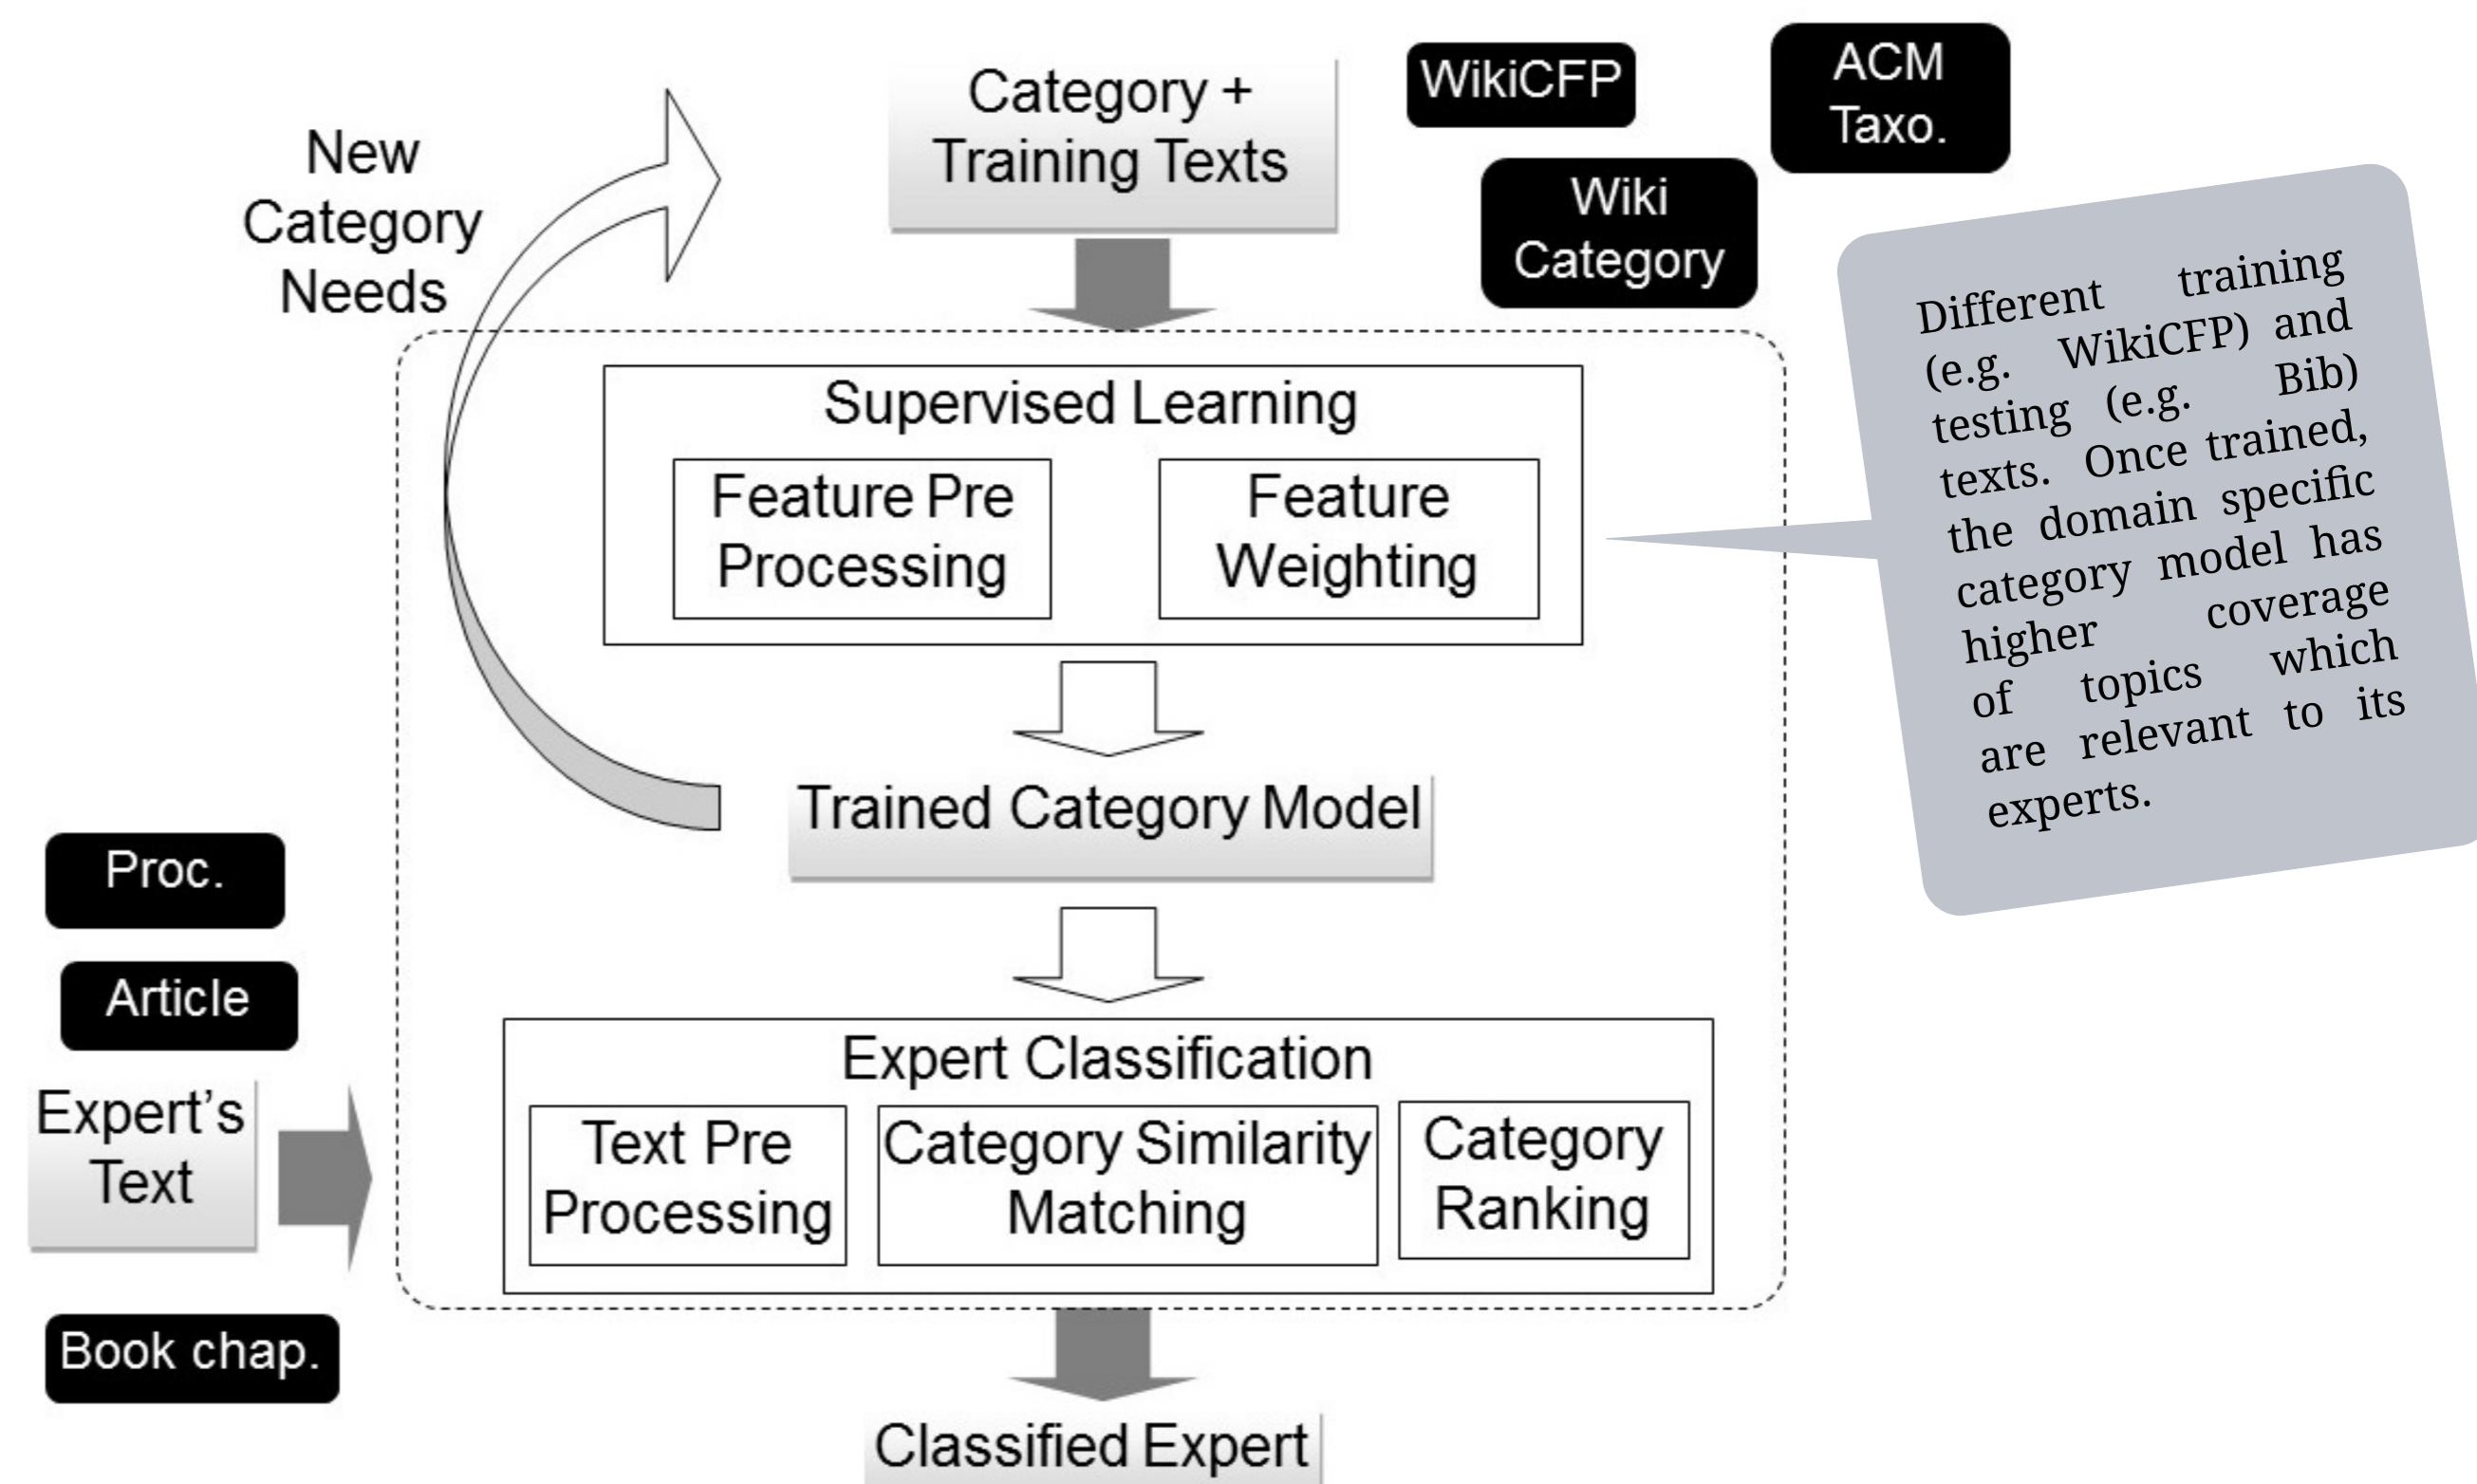 Category +
Training Texts
WikiCFP
ACM
Taxo.
Wiki
Category
New
Category
Needs
Different training
(e.g. WikiCFP) and
testing (e.g. Bib)
texts. Once trained,
the domain specific
category model has
higher coverage
of topics which
are relevant to its
experts.
Supervised Learning
Feature Pre
Processing
Feature
Weighting
Trained Category Model
Proc.
Article
Expert's
Text
Book chap.
Expert Classification
Text Pre
Processing
Category Similarity
Matching
Category
Ranking
Classified Expert